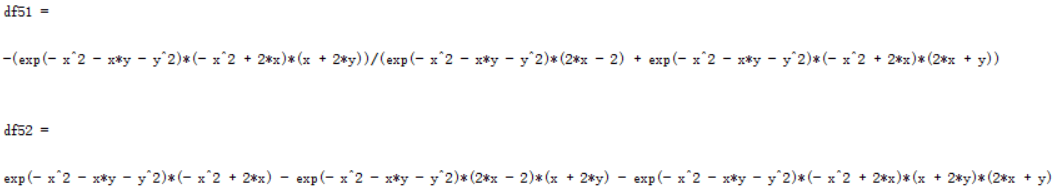 df51 =
-(exp(- x^2 - x*y - y^2)*(- x^2 + 2*x)*(x + 2*y))/(exp(- x^2 - x*y - y^2)*(2*x - 2) + exp(- x^2 - x*y - y^2)*(- x^2 + 2*x)*(2*x + y))
df52 =
exp(- x^2 - x*y - y^2)*(- x^2 + 2*x) - exp(- x^2 - x*y - y^2)*(2*x - 2)*(x + 2*y) - exp(- x^2 - x*y - y^2)*(- x^2 + 2*x)*(x + 2*y)*(2*x + y)